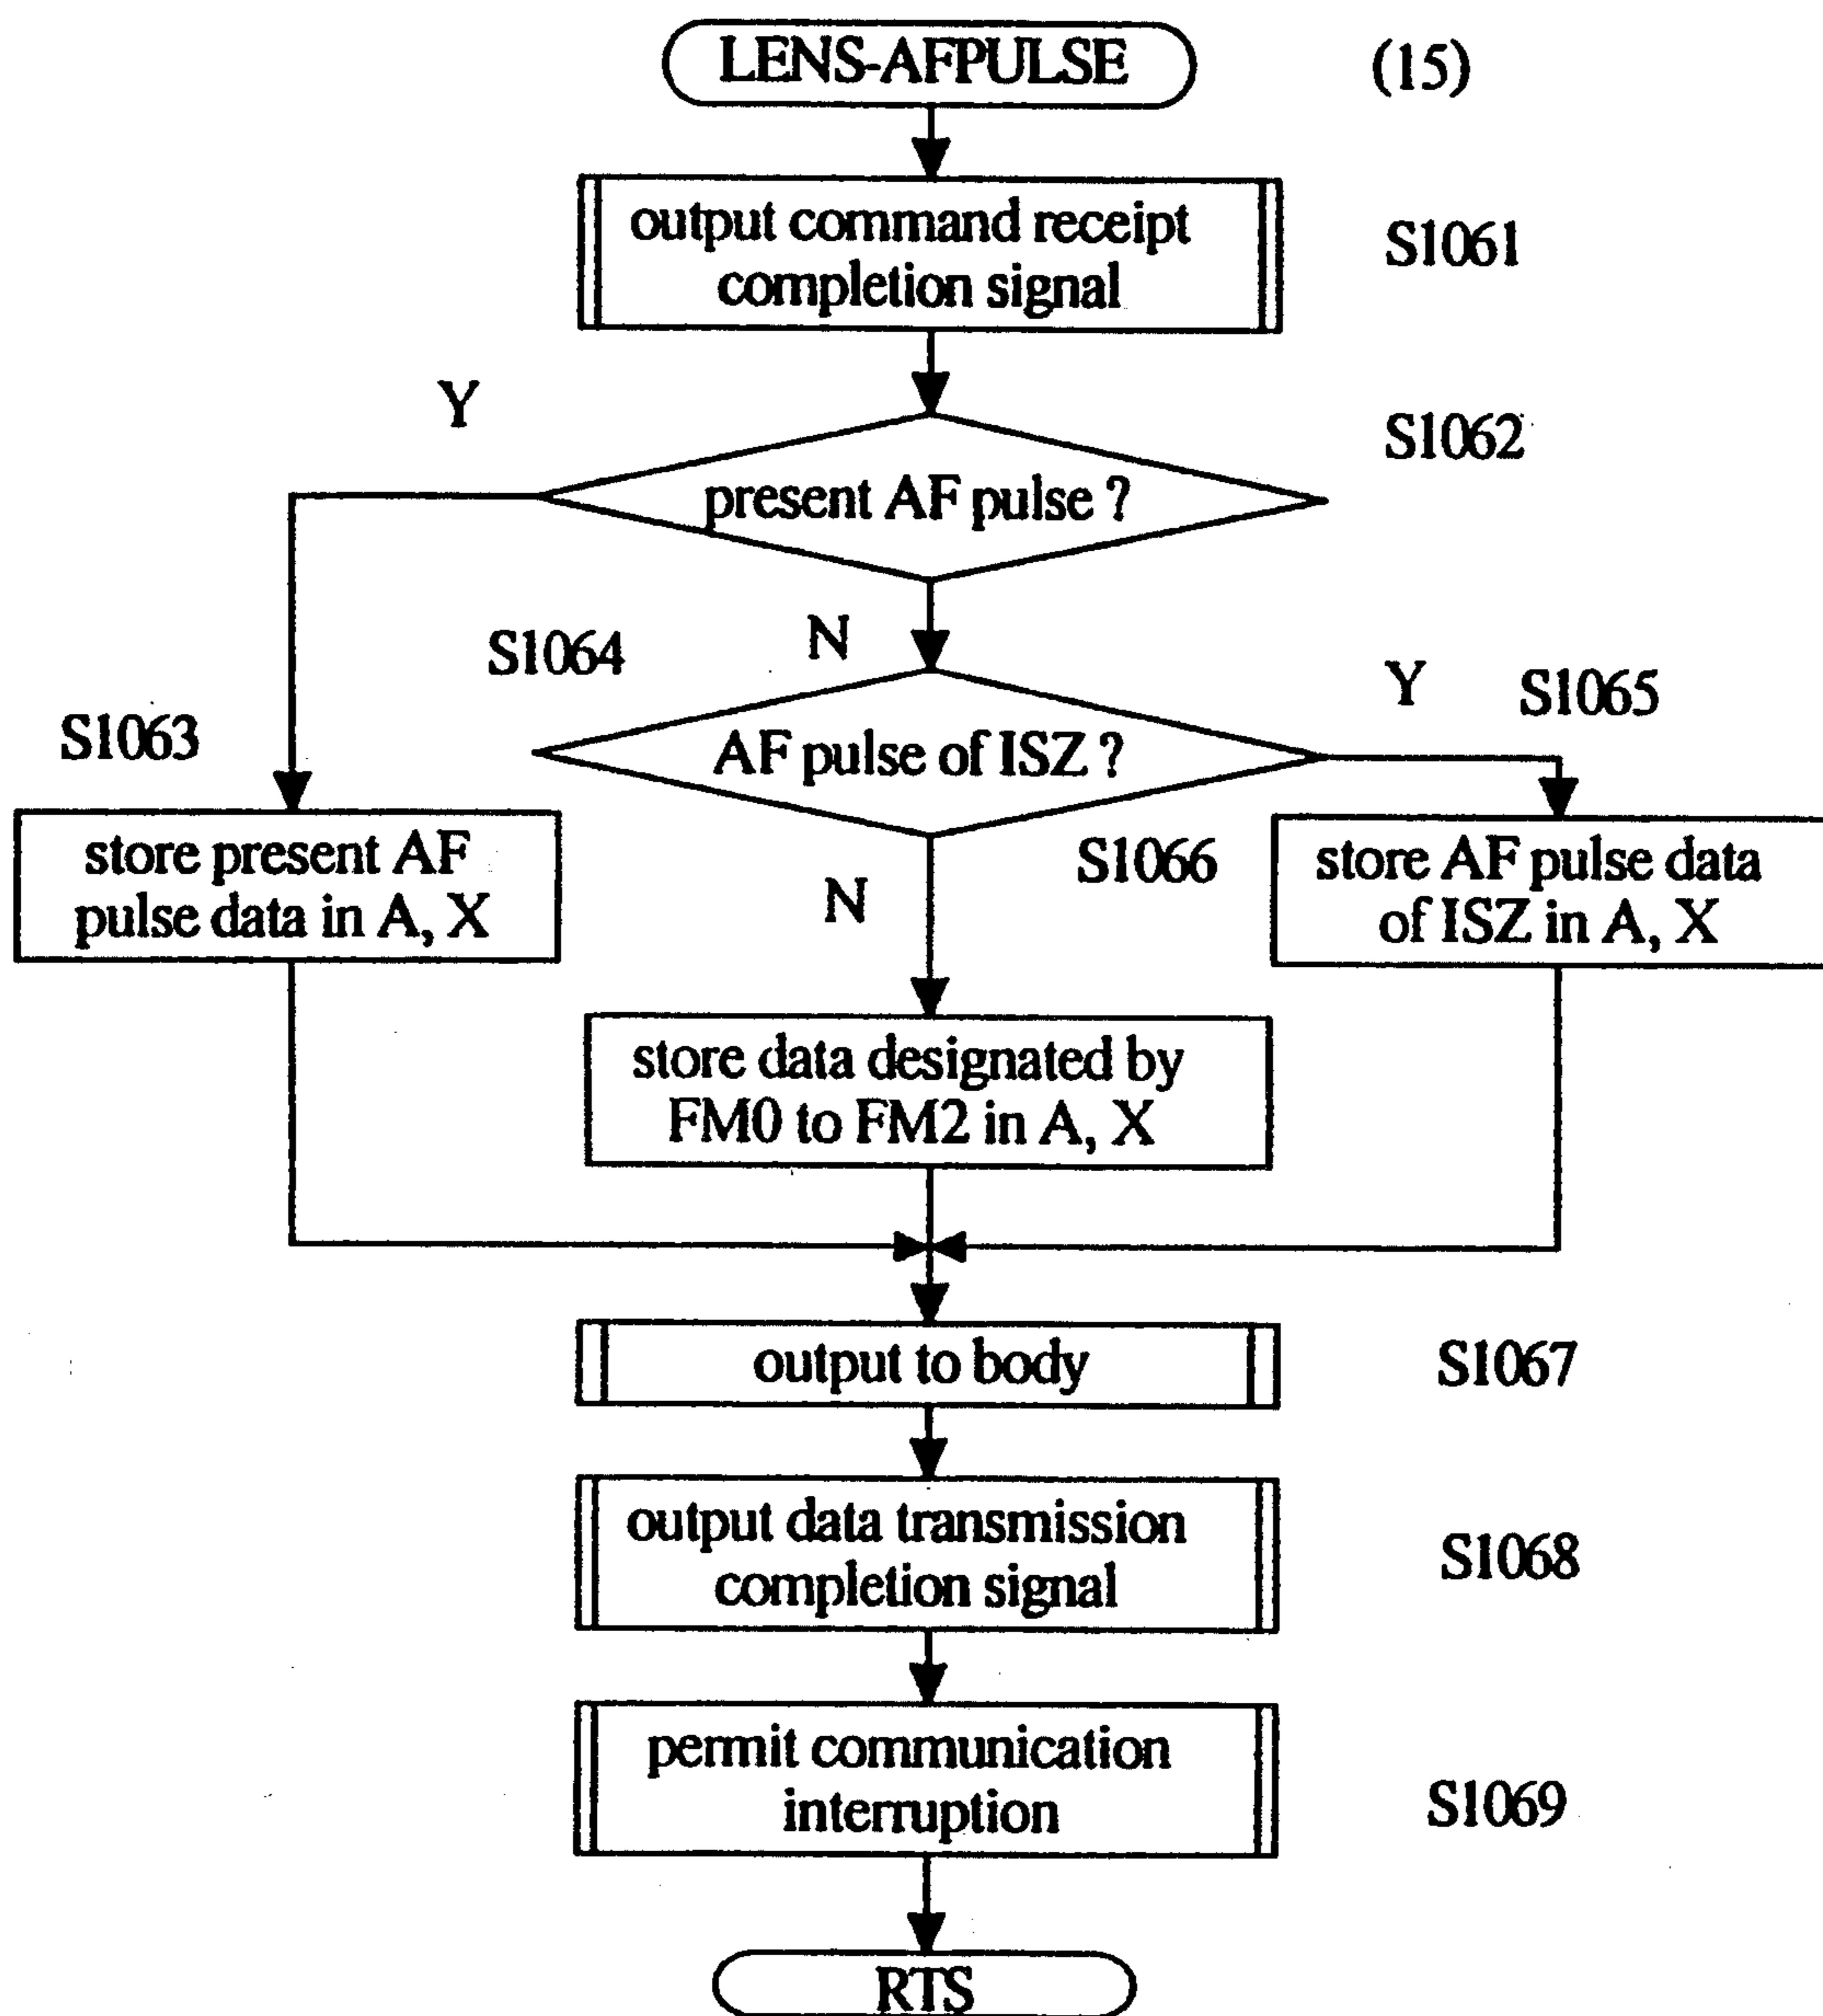 LENS-AFPULSE
(15)
output command receipt
completion signal
S1061
Y
S1062
present AF pulse ?
S1064
N
Y
S1065
S1063
AF pulse of ISZ ?
store present AF
pulse data in A, X
S1066
store AF pulse data
of ISZ in A, X
N
store data designated by
FM0 to FM2 in A, X
output to body
S1067
output data transmission
completion signal
S1068
permit communication
interruption
S1069
RTS